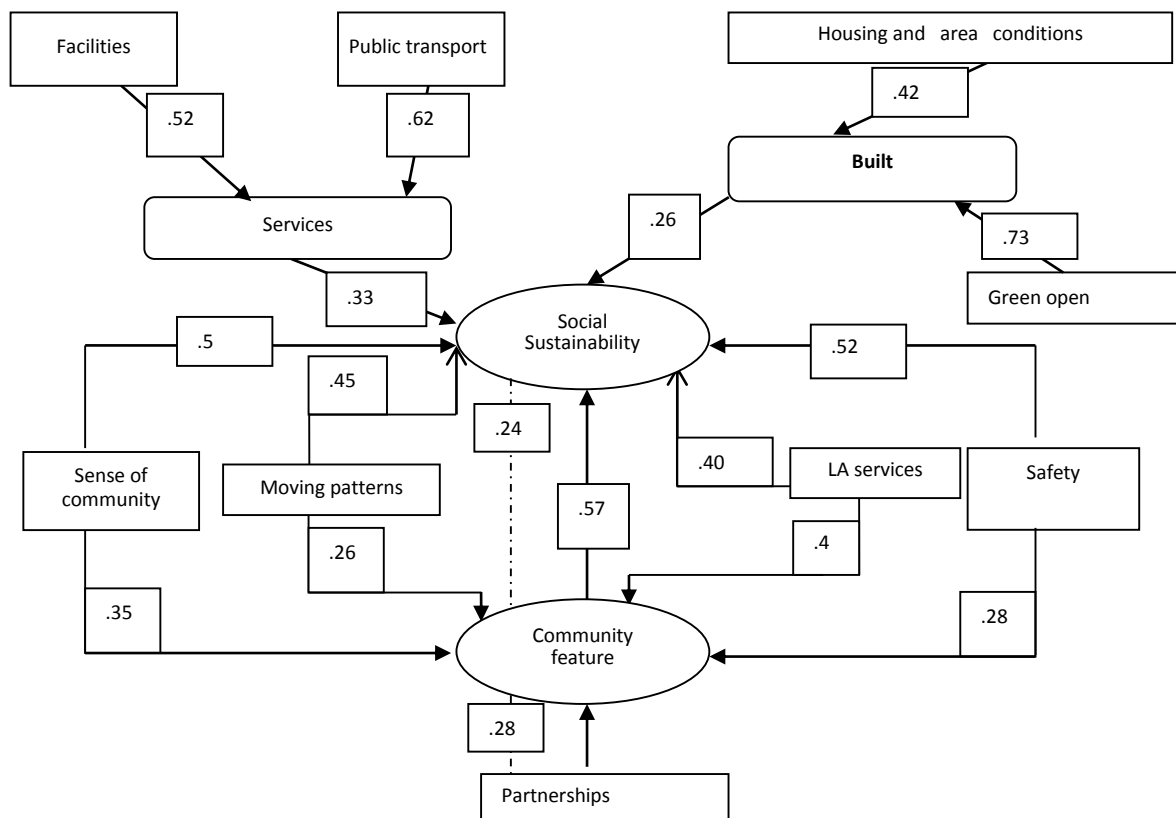 Facilities
Public transport
Housing and area conditions
.52
.62
.42
Built
Services
.26
.73
.33
Green open
Social
Sustainability
.5
.52
.45
.24
.40
Sense of
community
Moving patterns
LA services
Safety
.57
.26
.4
.35
.28
Community
feature
.28
Partnerships